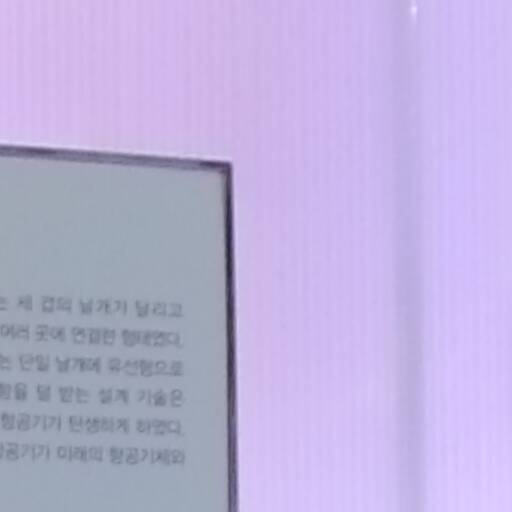 는 세 겹의 날개가 달리고
여러 곳에 연결된 형태였다.
는 단일 날개에 유선형으로
항을 덜 받는 설계 기술은
항공기가 탄생하게 하였다.
항공기가 미래의 항공기체와